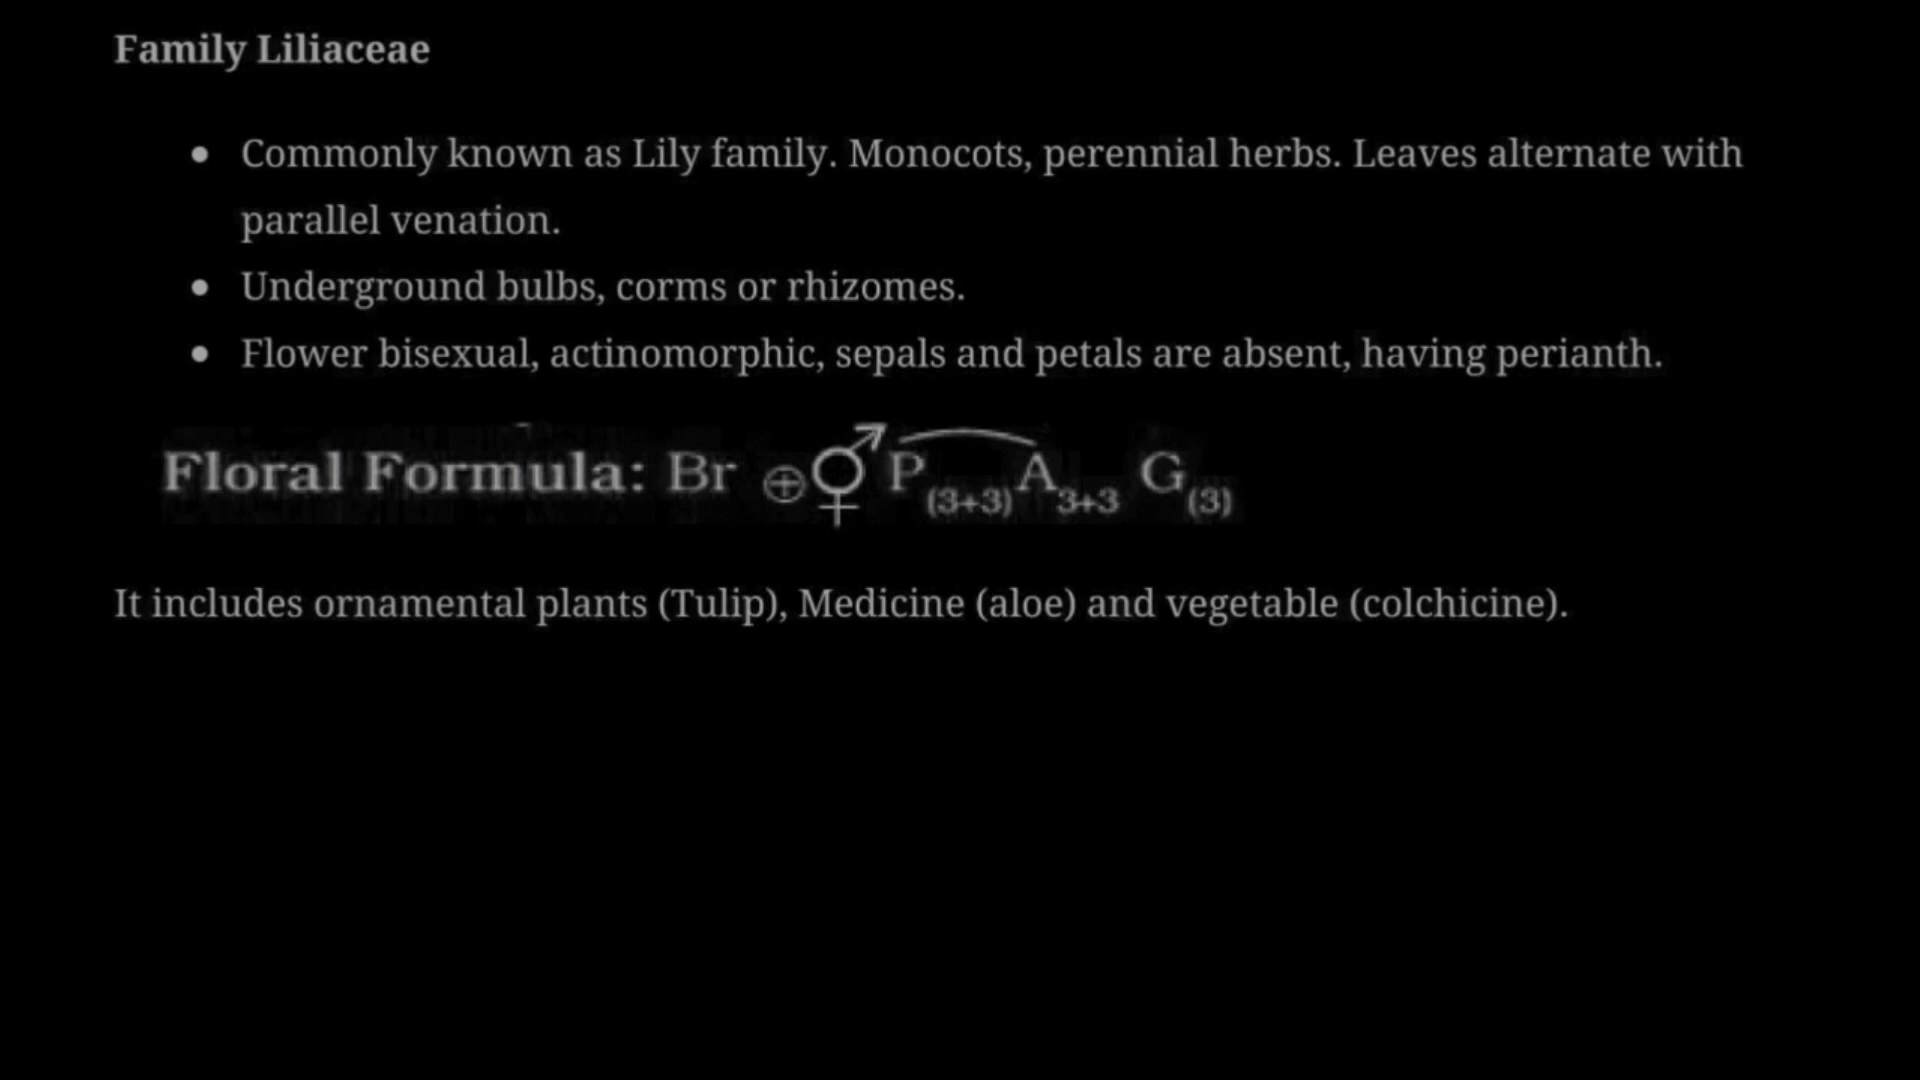 Family Liliaceae
• Commonly known as Lily family. Monocots, perennial herbs. Leaves alternate with
parallel venation.
• Underground bulbs, corms or rhizomes.
• Flower bisexual, actinomorphic, sepals and petals are absent, having perianth.
Floral Formula: Br ⊕ ⚥ P(3+3) A3+3 G(3)
It includes ornamental plants (Tulip), Medicine (aloe) and vegetable (colchicine).